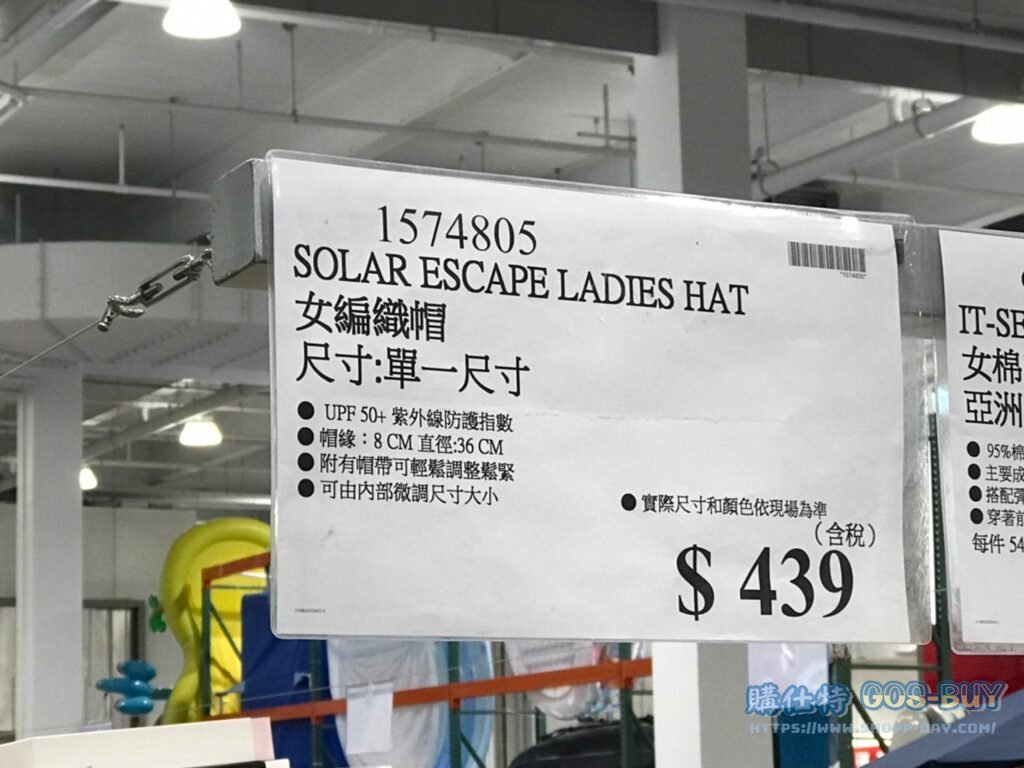 1574805
SOLAR ESCAPE LADIES HAT
女編織帽
尺寸:單一尺寸
● UPF 50+ 紫外線防護指數
● 帽緣：8 CM 直徑:36 CM
● 附有帽帶可輕鬆調整鬆緊
● 可由內部微調尺寸大小
● 實際尺寸和顏色依現場為準
(含稅)
$ 439
*1574805*
IT-SE
女棉
亞洲
● 95%棉
● 主要成
● 搭配彈
● 穿著前
每件 54
購仕特 GOS-BUY
HTTPS://WWW.SHOPP-DAY.COM/